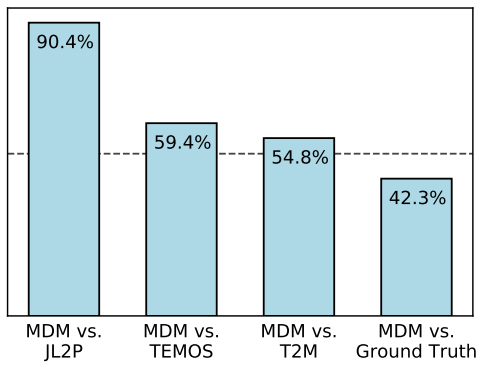 90.4%
59.4%
54.8%
42.3%
MDM vs.
JL2P
MDM vs.
TEMOS
MDM vs.
T2M
MDM vs.
Ground Truth